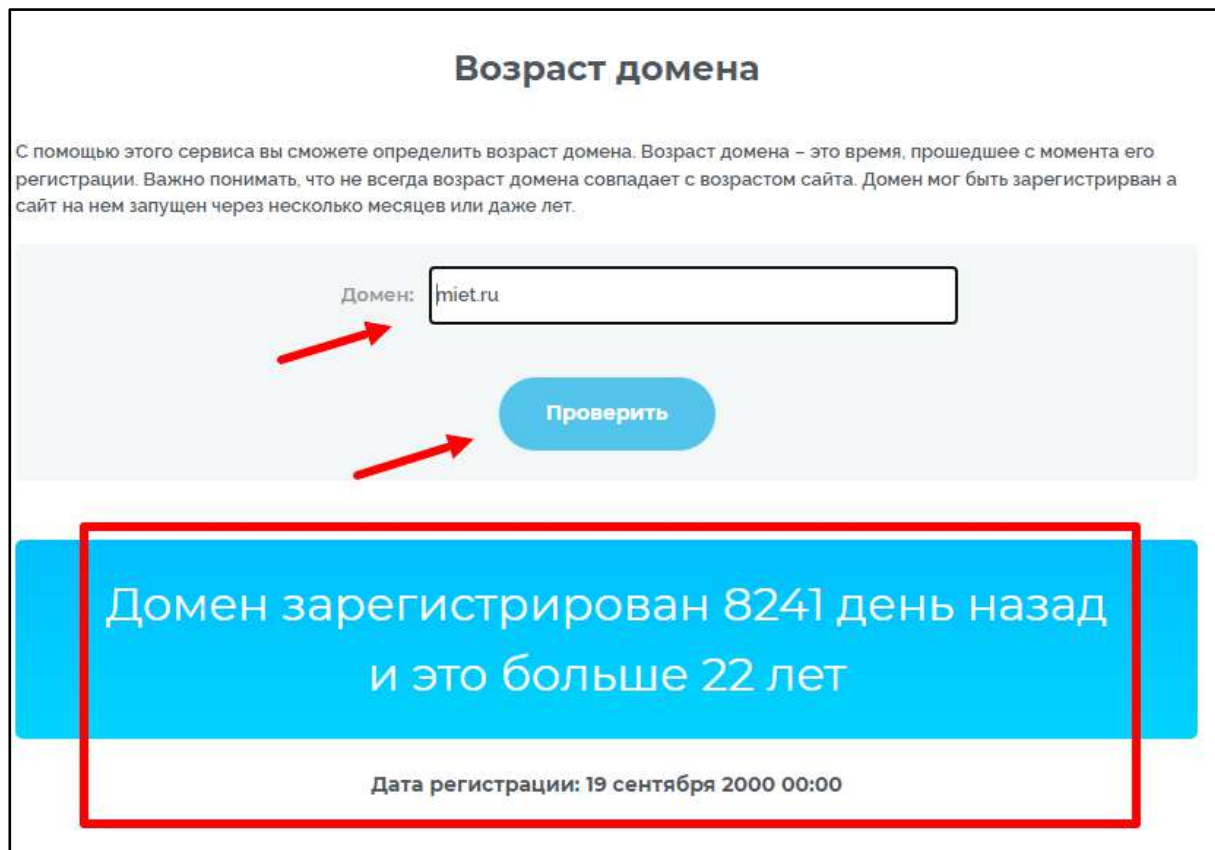 Возраст домена
С помощью этого сервиса вы сможете определить возраст домена. Возраст домена – это время, прошедшее с момента его
регистрации. Важно понимать, что не всегда возраст домена совпадает с возрастом сайта. Домен мог быть зарегистрирван а
сайт на нем запущен через несколько месяцев или даже лет.
Домен: miet.ru
Проверить
Домен зарегистрирован 8241 день назад
и это больше 22 лет
Дата регистрации: 19 сентября 2000 00:00